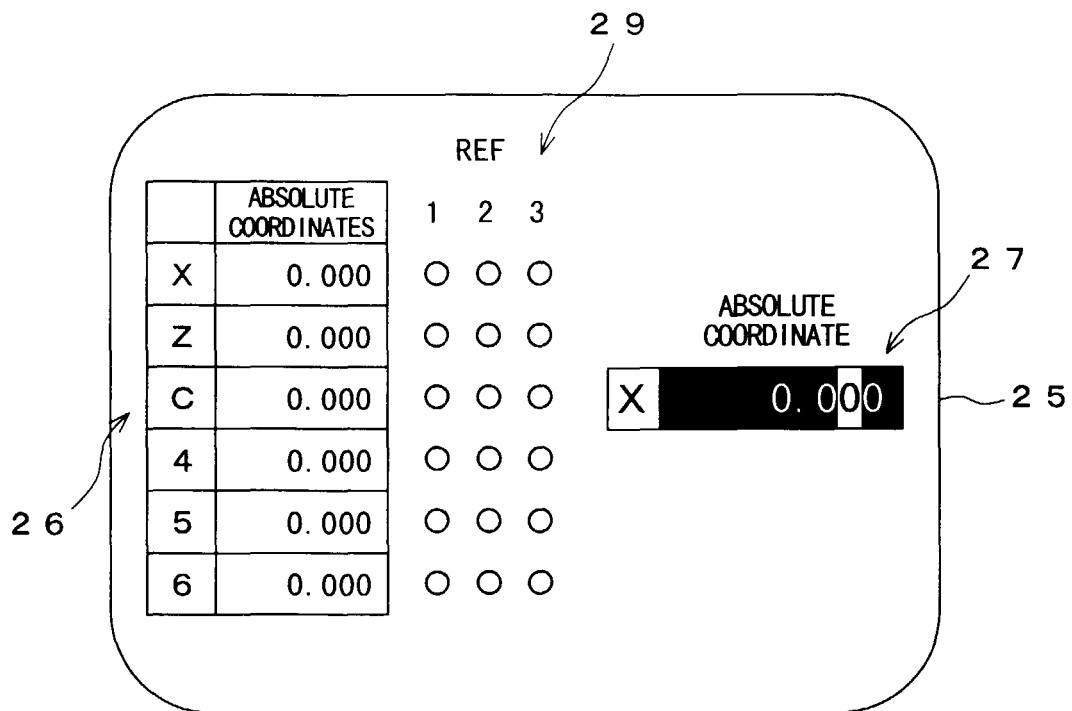 29
REF
ABSOLUTE
COORDINATES
1 2 3
X 0.000
Z 0.000
C 0.000
4 0.000
5 0.000
6 0.000
26
27
ABSOLUTE
COORDINATE
X 0.000
25